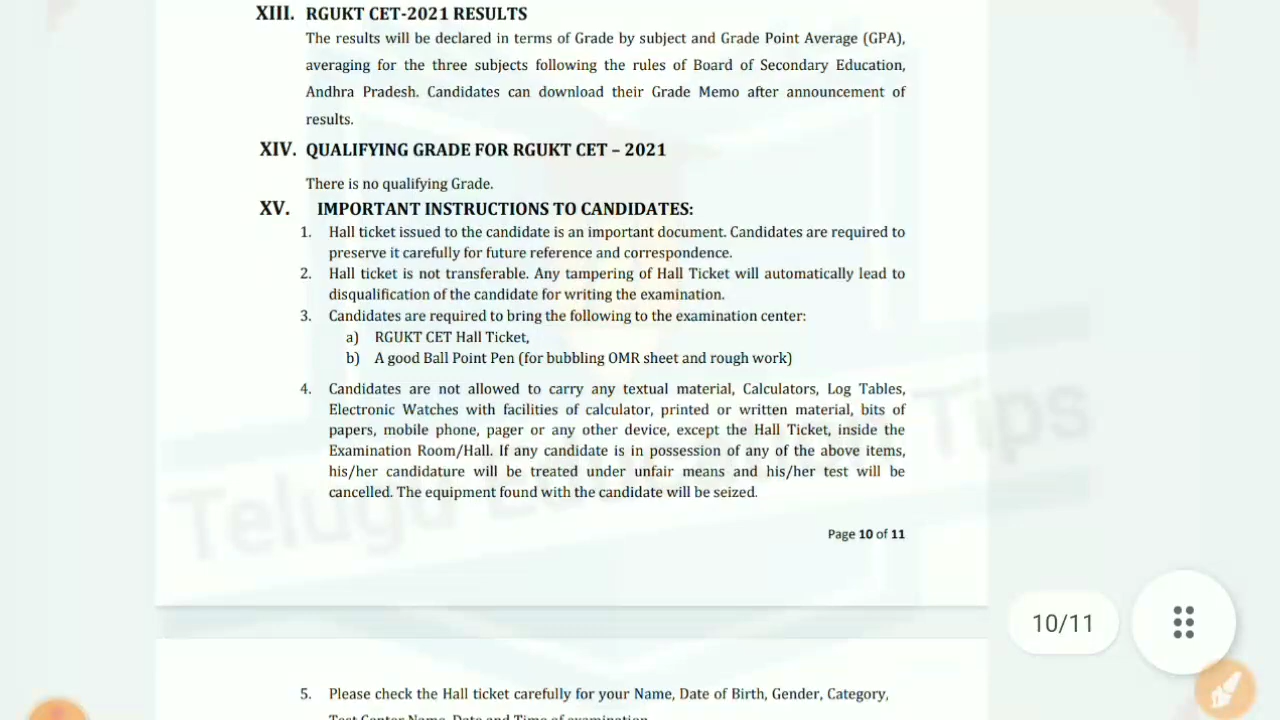 XIII. RGUKT CET-2021 RESULTS
The results will be declared in terms of Grade by subject and Grade Point Average (GPA),
averaging for the three subjects following the rules of Board of Secondary Education,
Andhra Pradesh. Candidates can download their Grade Memo after announcement of
results.
XIV. QUALIFYING GRADE FOR RGUKT CET – 2021
There is no qualifying Grade.
XV. IMPORTANT INSTRUCTIONS TO CANDIDATES:
1. Hall ticket issued to the candidate is an important document. Candidates are required to
preserve it carefully for future reference and correspondence.
2. Hall ticket is not transferable. Any tampering of Hall Ticket will automatically lead to
disqualification of the candidate for writing the examination.
3. Candidates are required to bring the following to the examination center:
a) RGUKT CET Hall Ticket,
b) A good Ball Point Pen (for bubbling OMR sheet and rough work)
4. Candidates are not allowed to carry any textual material, Calculators, Log Tables,
Electronic Watches with facilities of calculator, printed or written material, bits of
papers, mobile phone, pager or any other device, except the Hall Ticket, inside the
Examination Room/Hall. If any candidate is in possession of any of the above items,
his/her candidature will be treated under unfair means and his/her test will be
cancelled. The equipment found with the candidate will be seized.
Telugu Education Tips
Page 10 of 11
10/11
5. Please check the Hall ticket carefully for your Name, Date of Birth, Gender, Category,
Test Center Name, Date and Time of examination